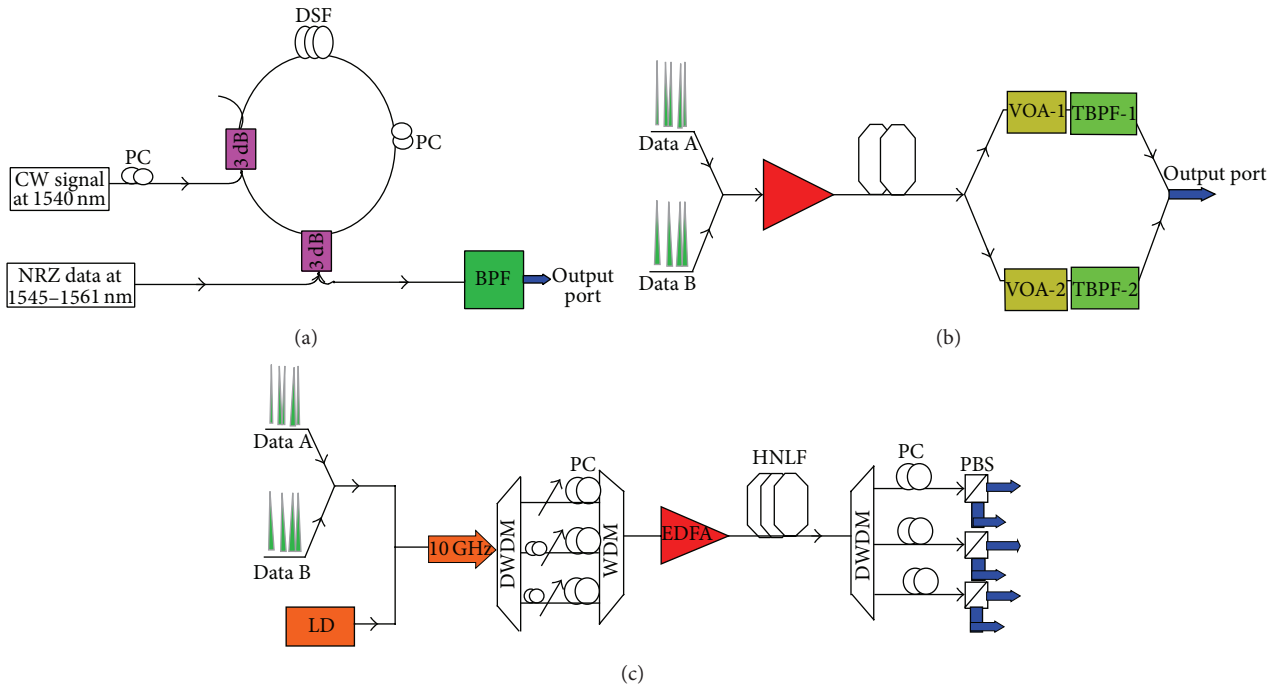 DSF
3 dB
PC
PC
CW signal
at 1540 nm
3 dB
NRZ data at
1545–1561 nm
BPF
Output
port
(a)
Data A
Data B
VOA-1
TBPF-1
Output port
VOA-2
TBPF-2
(b)
Data A
Data B
LD
10 GHz
DWDM
PC
WDM
EDFA
HNLF
DWDM
PC
PBS
(c)